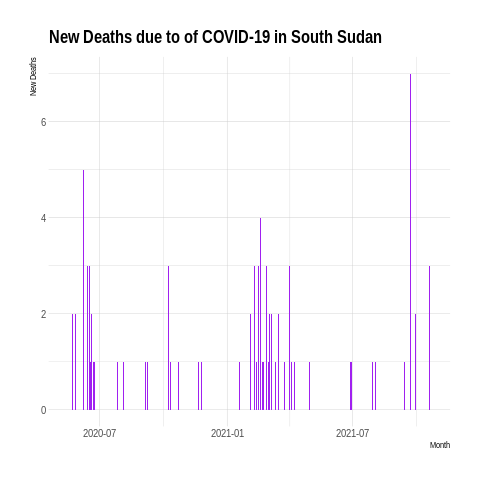 New Deaths due to of COVID-19 in South Sudan
New Deaths
6
4
2
0
2020-07 2021-01 2021-07
Month